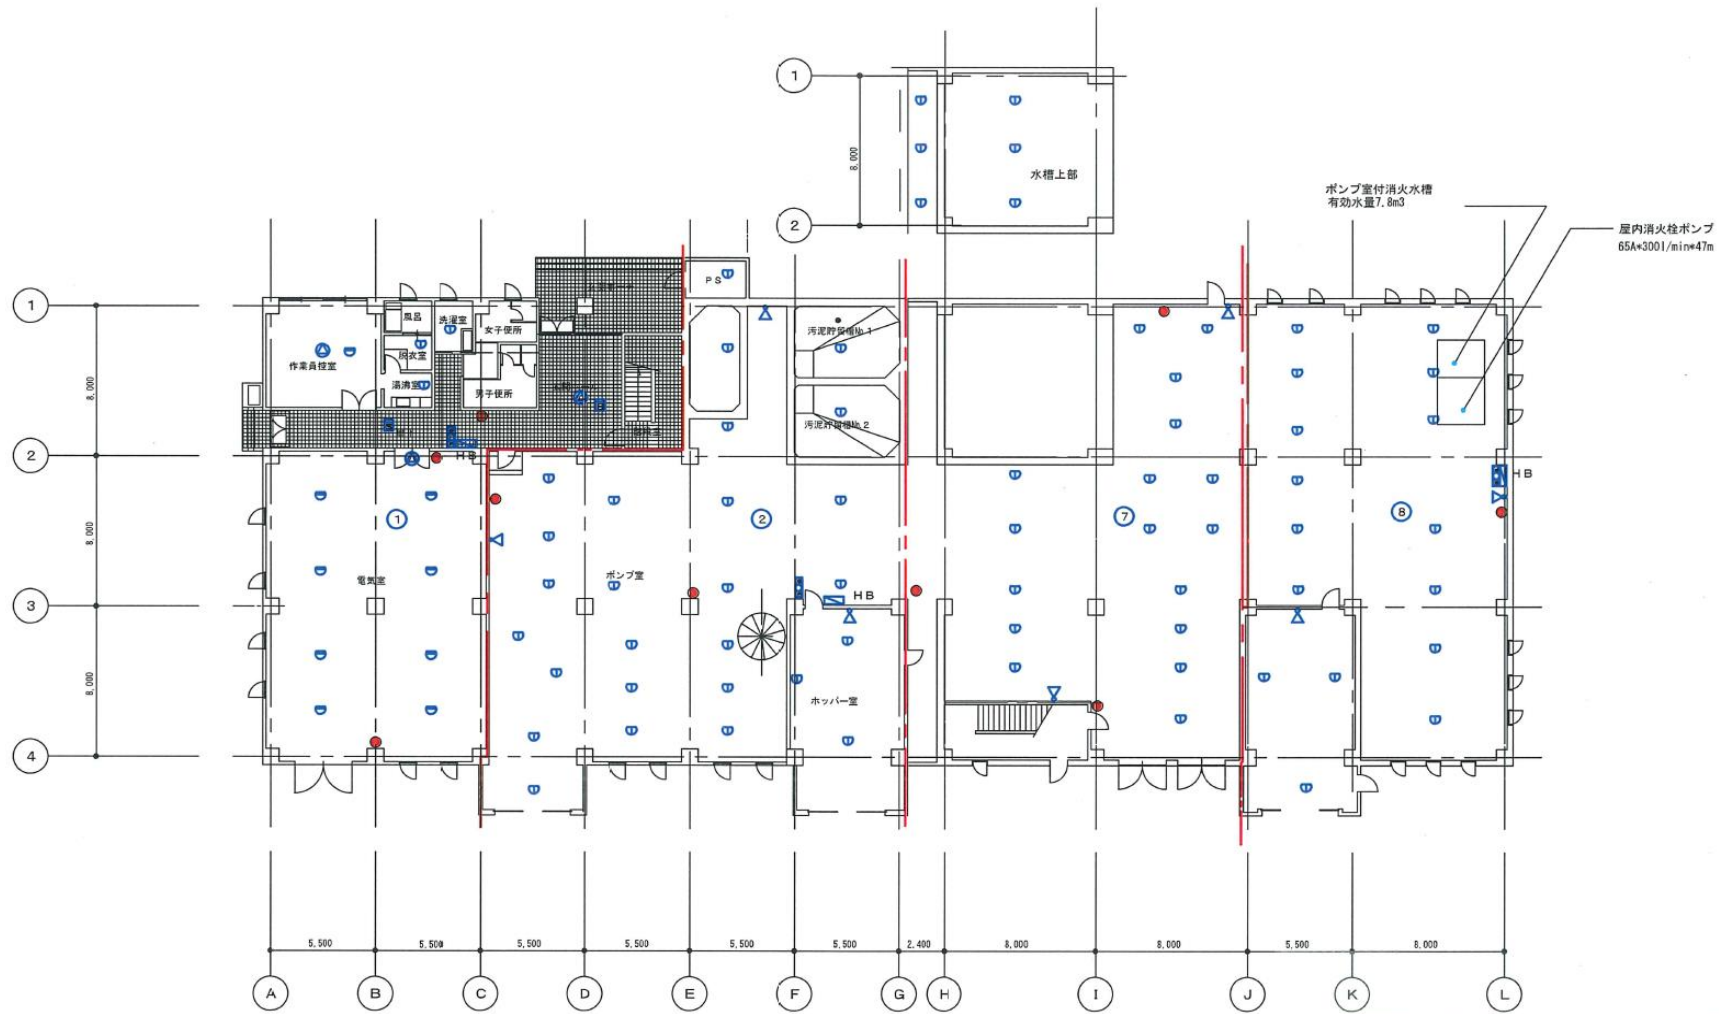 1
8,000
水槽上部
2
ポンプ室付消火水槽
有効水量7.8m3
屋内消火栓ポンプ
65A*300l/min*47m
PS
1
風呂
洗濯室
女子便所
汚泥貯留槽No.1
脱衣室
作業員控室
湯沸室
男子便所
8,000
汚泥貯留槽No.2
2
HB
HB
1
2
7
8
8,000
電気室
ポンプ室
HB
3
8,000
ホッパー室
4
5,500
5,500
5,500
5,500
5,500
5,500
2,400
8,000
8,000
5,500
8,000
A
B
C
D
E
F
G
H
I
J
K
L